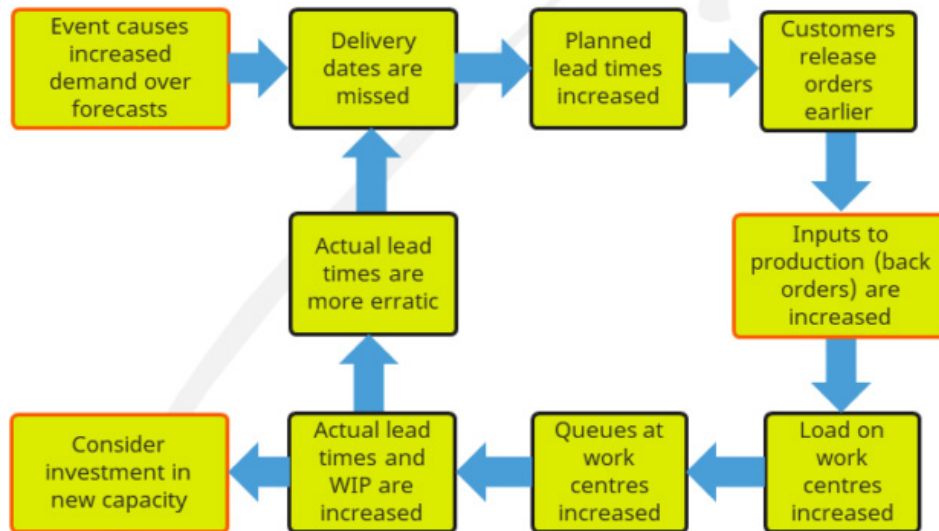 Event causes
increased
demand over
forecasts
Delivery
dates are
missed
Planned
lead times
increased
Customers
release
orders
earlier
Inputs to
production (back
orders) are
increased
Load on
work
centres
increased
Queues at
work
centres
increased
Actual lead
times and
WIP are
increased
Actual lead
times are
more erratic
Consider
investment in
new capacity